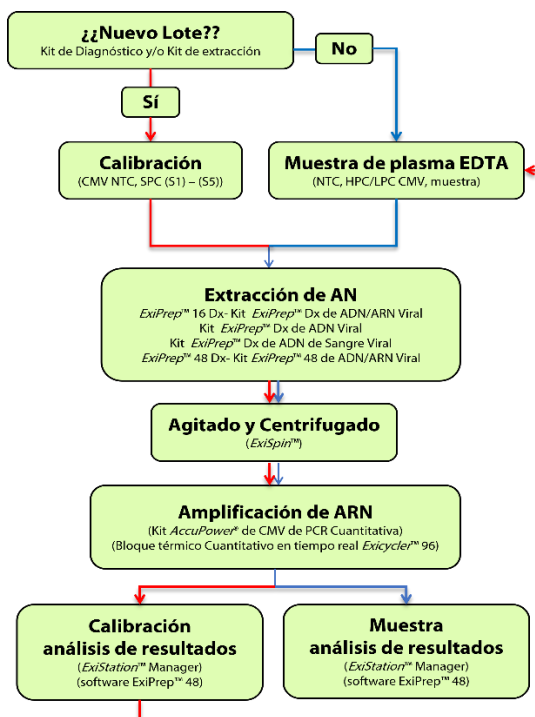 ¿¿Nuevo Lote??
Kit de Diagnóstico y/o Kit de extracción
No
Sí
Calibración
(CMV NTC, SPC (S1) – (S5))
Muestra de plasma EDTA
(NTC, HPC/LPC CMV, muestra)
Extracción de AN
ExiPrep™ 16 Dx- Kit ExiPrep™ Dx de ADN/ARN Viral
Kit ExiPrep™ Dx de ADN Viral
Kit ExiPrep™ Dx de ADN de Sangre Viral
ExiPrep™ 48 Dx- Kit ExiPrep™ 48 de ADN/ARN Viral
Agitado y Centrifugado
(ExiSpin™)
Amplificación de ARN
(Kit AccuPower® de CMV de PCR Cuantitativa)
(Bloque térmico Cuantitativo en tiempo real Exicycler™ 96)
Calibración
análisis de resultados
(ExiStation™ Manager)
(software ExiPrep™ 48)
Muestra
análisis de resultados
(ExiStation™ Manager)
(software ExiPrep™ 48)